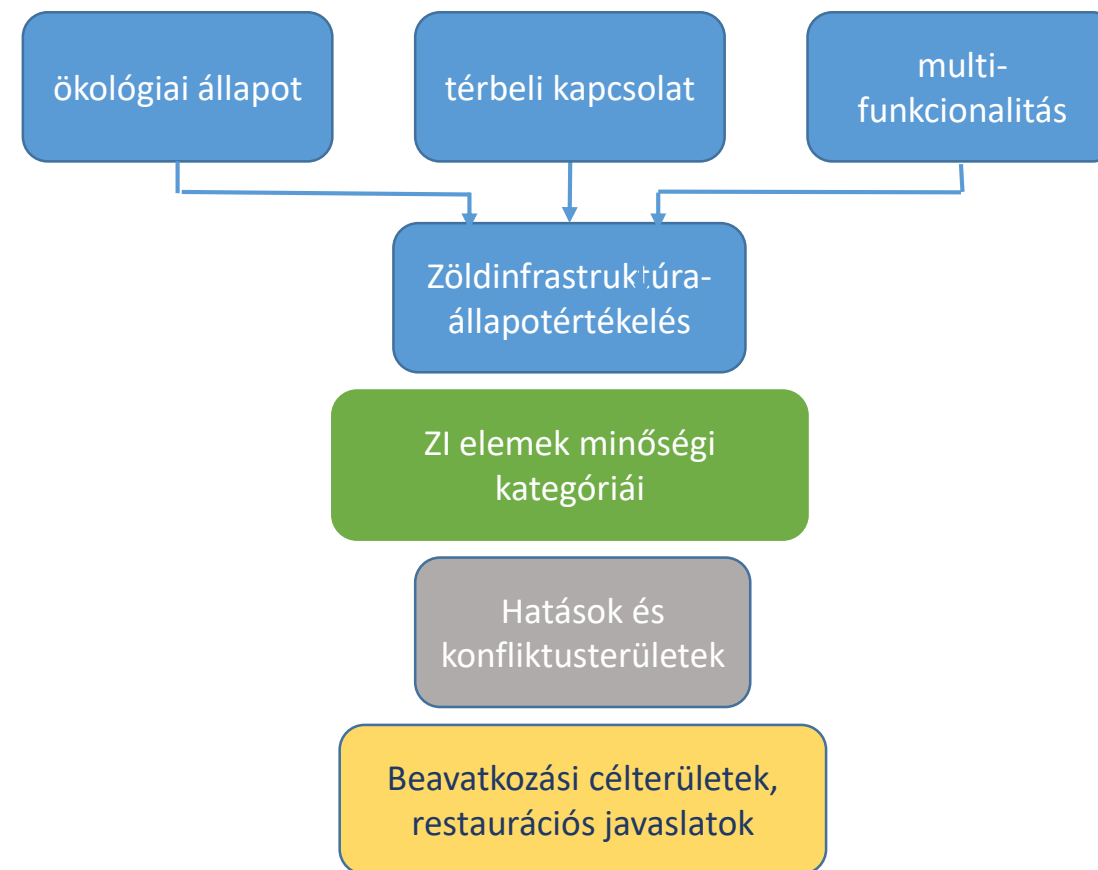 ökológiai állapot
térbeli kapcsolat
multi-
funkcionalitás
Zöldinfrastruktúra-
állapotértékelés
ZI elemek minőségi
kategóriái
Hatások és
konfliktusterületek
Beavatkozási célterületek,
restaurációs javaslatok